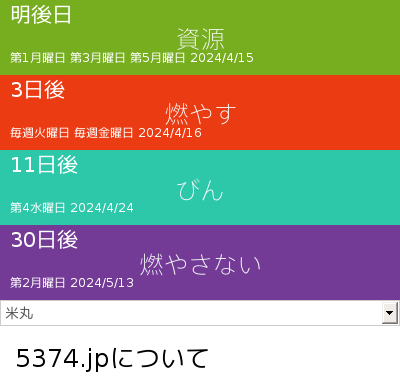 明後日
資源
第1月曜日 第3月曜日 第5月曜日 2024/4/15
3日後
燃やす
毎週火曜日 毎週金曜日 2024/4/16
11日後
びん
第4水曜日 2024/4/24
30日後
燃やさない
第2月曜日 2024/5/13
米丸
5374.jpについて